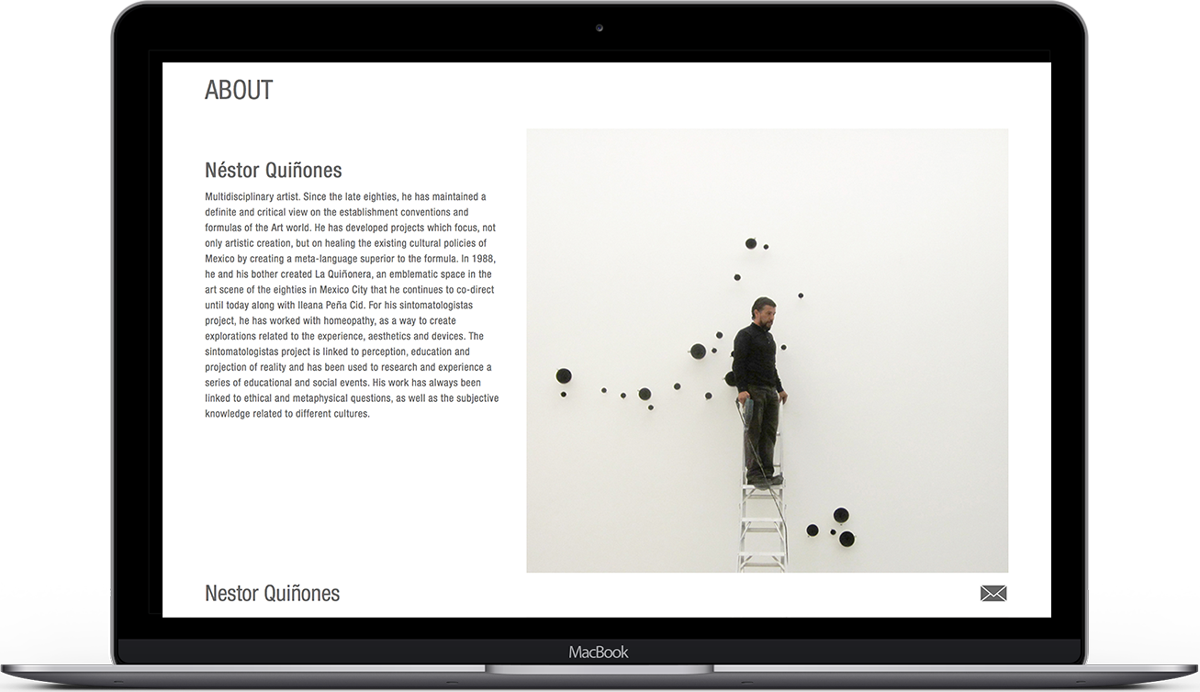 ABOUT
Néstor Quiñones
Multidisciplinary artist. Since the late eighties, he has maintained a
definite and critical view on the establishment conventions and
formulas of the Art world. He has developed projects which focus, not
only artistic creation, but on healing the existing cultural policies of
Mexico by creating a meta-language superior to the formula. In 1988,
he and his bother created La Quiñonera, an emblematic space in the
art scene of the eighties in Mexico City that he continues to co-direct
until today along with Ileana Peña Cid. For his sintomatologistas
project, he has worked with homeopathy, as a way to create
explorations related to the experience, aesthetics and devices. The
sintomatologistas project is linked to perception, education and
projection of reality and has been used to research and experience a
series of educational and social events. His work has always been
linked to ethical and metaphysical questions, as well as the subjective
knowledge related to different cultures.
Nestor Quiñones
MacBook